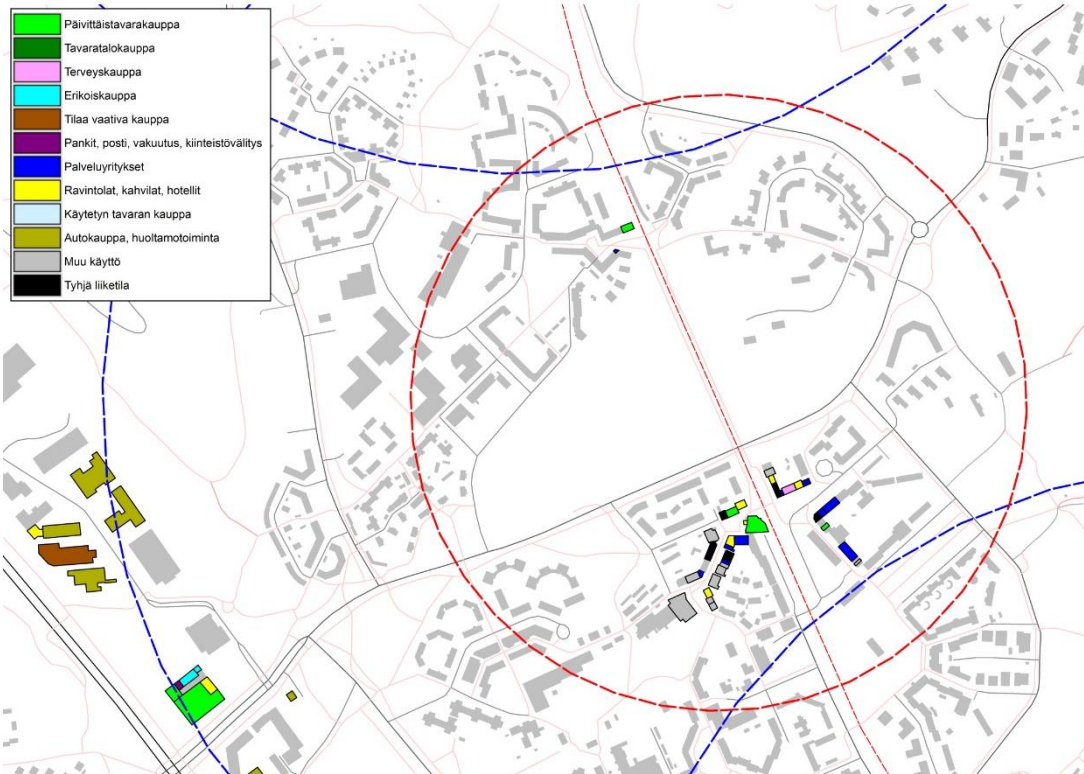 Päivittäistavarakauppa
Tavaratalokauppa
Terveyskauppa
Erikoiskauppa
Tilaa vaativa kauppa
Pankit, posti, vakuutus, kiinteistövälitys
Palveluyritykset
Ravintolat, kahvilat, hotellit
Käytetyn tavaran kauppa
Autokauppa, huoltamotoiminta
Muu käyttö
Tyhjä liiketila